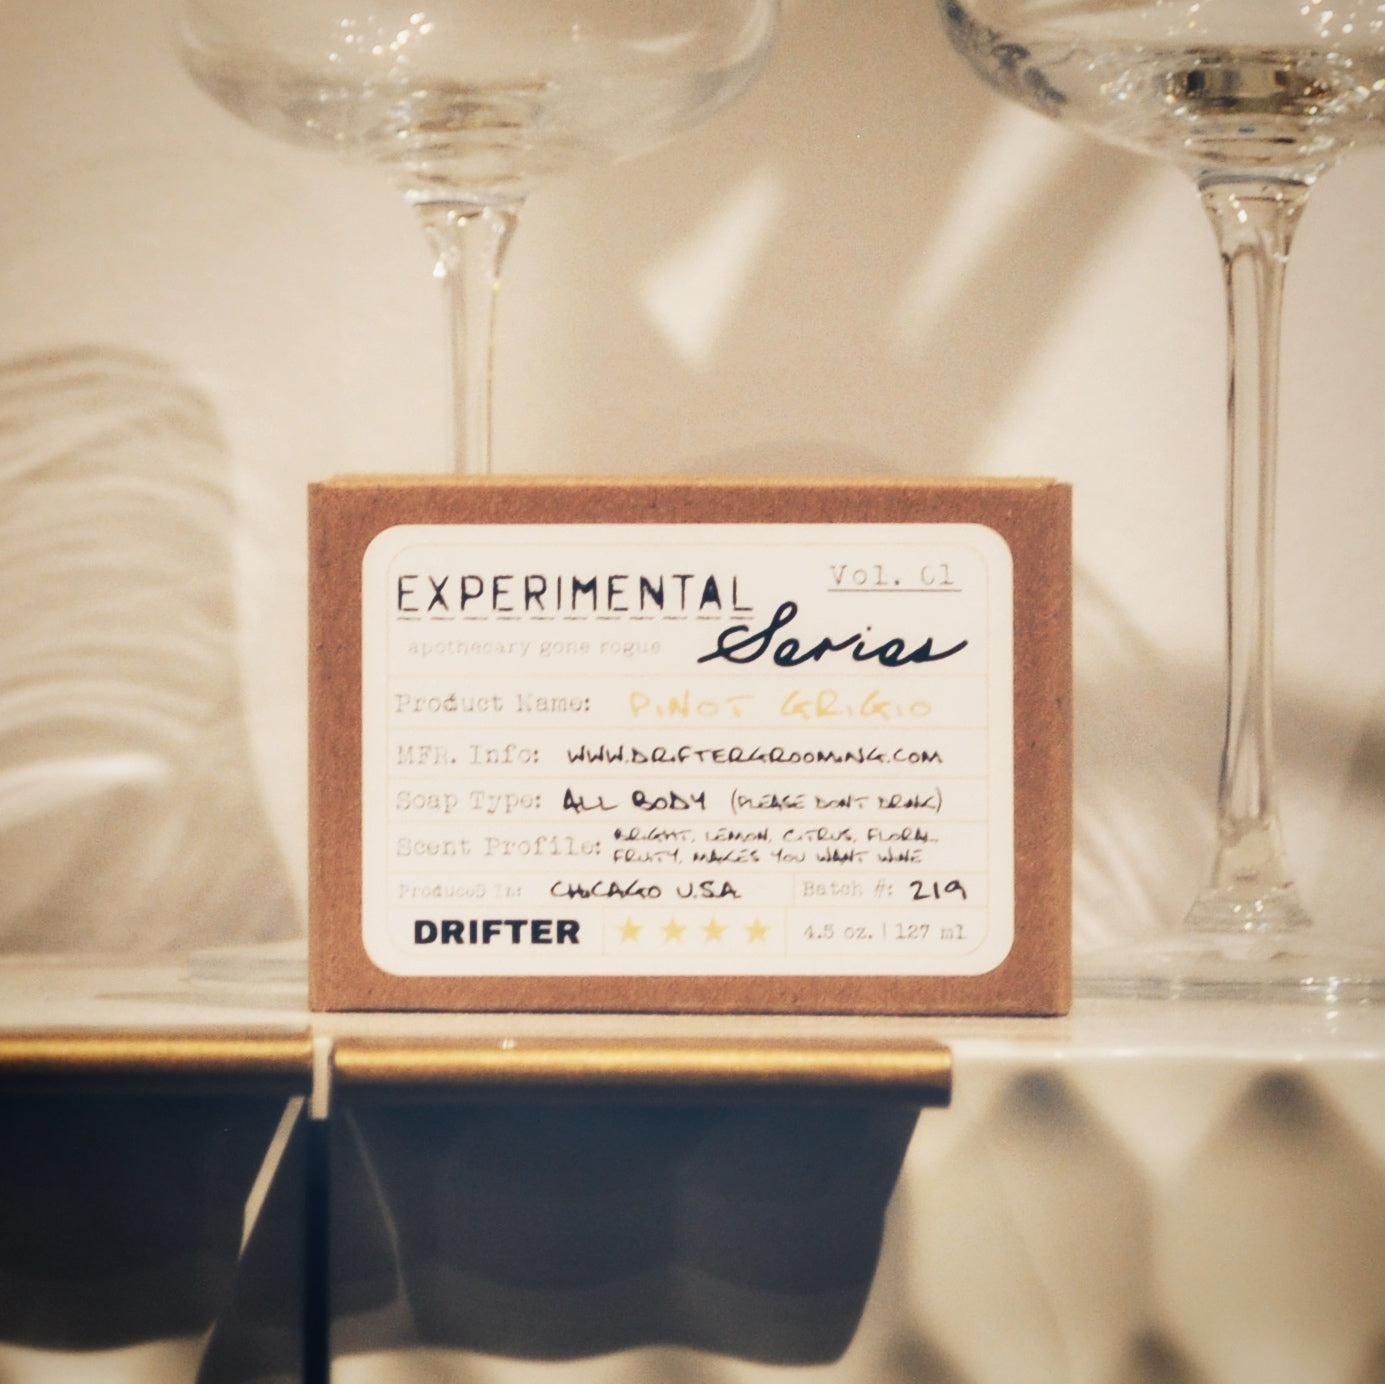 EXPERIMENTAL
Vol. 01
apothecary gone rogue
Series
Product Name: PINOT GRIGIO
MFR. Info: WWW.DRIFTERGROOMING.COM
Soap Type: ALL BODY (PLEASE DON'T DRINK)
Scent Profile: BRIGHT, LEMON, CITRUS, FLORAL,
FRUITY, MAKES YOU WANT WINE
Produced In: CHICAGO U.S.A
Batch #: 219
DRIFTER
4.5 oz. | 127 ml